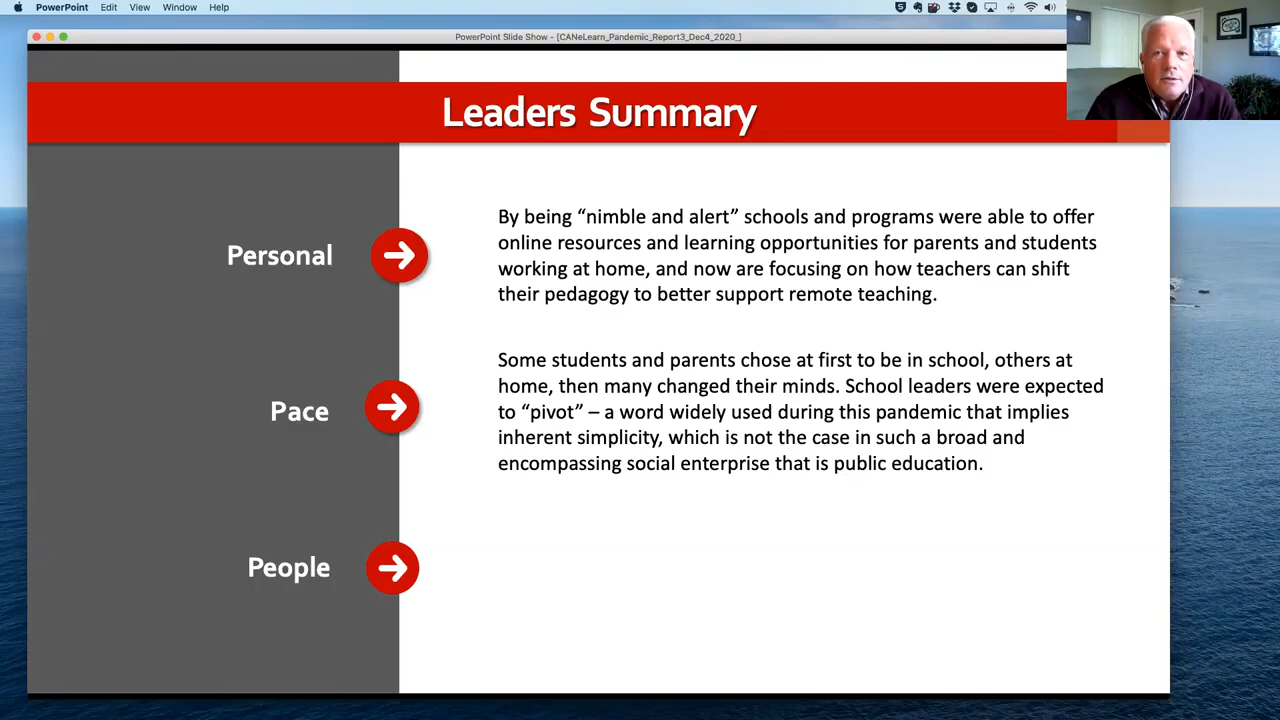 PowerPoint Edit View Window Help
PowerPoint Slide Show - [CANeLearn_Pandemic_Report3_Dec4_2020_]
Leaders Summary
Personal
By being “nimble and alert” schools and programs were able to offer
online resources and learning opportunities for parents and students
working at home, and now are focusing on how teachers can shift
their pedagogy to better support remote teaching.
Pace
Some students and parents chose at first to be in school, others at
home, then many changed their minds. School leaders were expected
to “pivot” – a word widely used during this pandemic that implies
inherent simplicity, which is not the case in such a broad and
encompassing social enterprise that is public education.
People